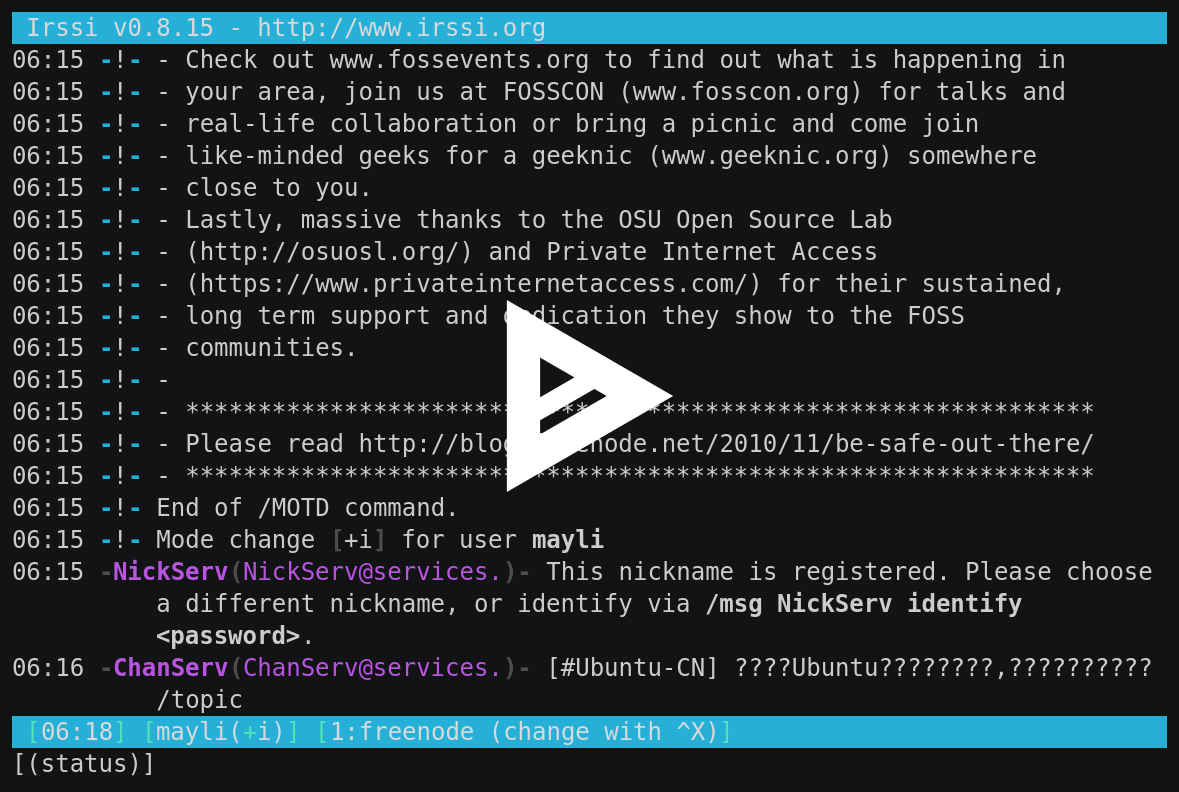 Irssi v0.8.15 - http://www.irssi.org
06:15 -!- - Check out www.fossevents.org to find out what is happening in
06:15 -!- - your area, join us at FOSSCON (www.fosscon.org) for talks and
06:15 -!- - real-life collaboration or bring a picnic and come join
06:15 -!- - like-minded geeks for a geeknic (www.geeknic.org) somewhere
06:15 -!- - close to you.
06:15 -!- - Lastly, massive thanks to the OSU Open Source Lab
06:15 -!- - (http://osuosl.org/) and Private Internet Access
06:15 -!- - (https://www.privateinternetaccess.com/) for their sustained,
06:15 -!- - long term support and dedication they show to the FOSS
06:15 -!- - communities.
06:15 -!- -
06:15 -!- - ***************************************************************
06:15 -!- - Please read http://blog.freenode.net/2010/11/be-safe-out-there/
06:15 -!- - ***************************************************************
06:15 -!- End of /MOTD command.
06:15 -!- Mode change [+i] for user mayli
06:15 -NickServ(NickServ@services.)- This nickname is registered. Please choose
a different nickname, or identify via /msg NickServ identify
<password>.
06:16 -ChanServ(ChanServ@services.)- [#Ubuntu-CN] ????Ubuntu????????,??????????
/topic
[06:18] [mayli(+i)] [1:freenode (change with ^X)]
[(status)]